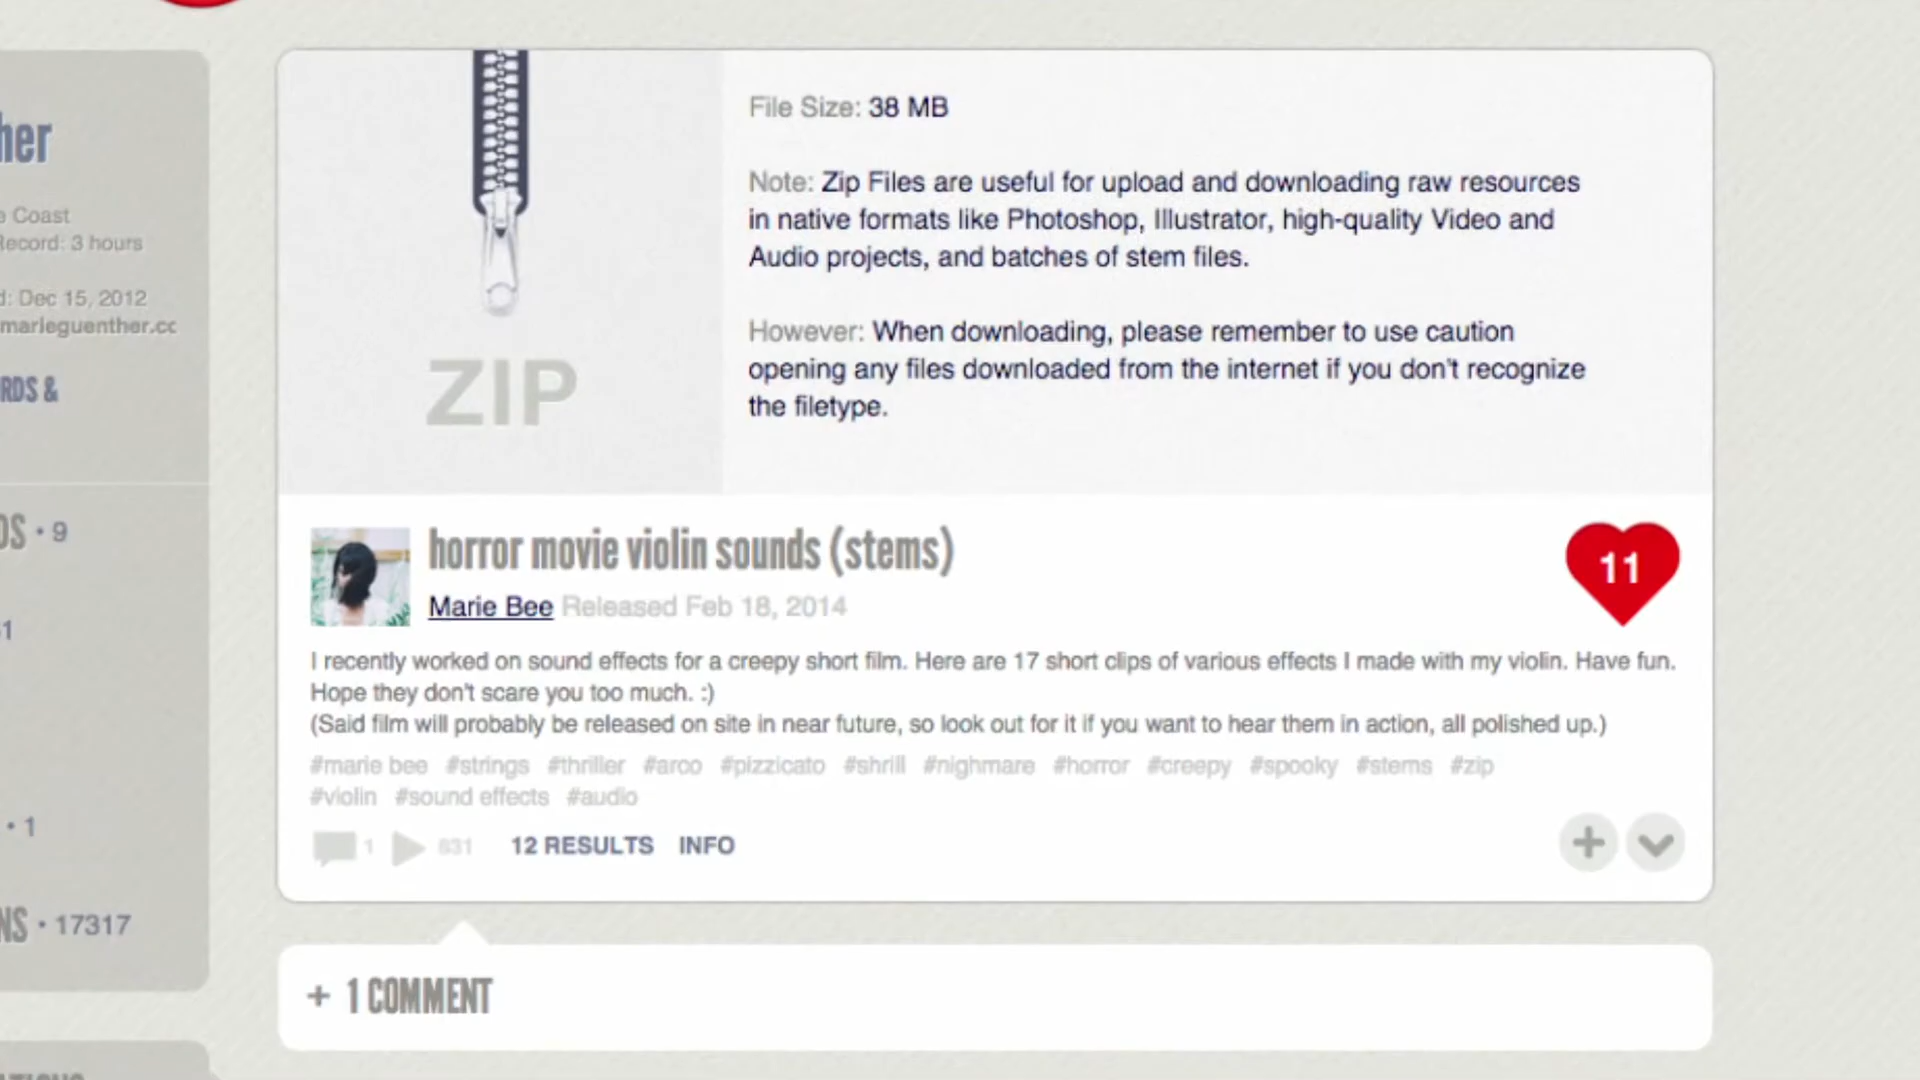 her
Coast
Record: 3 hours
d: Dec 15, 2012
marieguenther.cc
RDS &
DS • 9
1
• 1
NS • 17317
File Size: 38 MB
Note: Zip Files are useful for upload and downloading raw resources
in native formats like Photoshop, Illustrator, high-quality Video and
Audio projects, and batches of stem files.
However: When downloading, please remember to use caution
opening any files downloaded from the internet if you don't recognize
the filetype.
ZIP
horror movie violin sounds (stems)
11
Marie Bee Released Feb 18, 2014
I recently worked on sound effects for a creepy short film. Here are 17 short clips of various effects I made with my violin. Have fun.
Hope they don't scare you too much. :)
(Said film will probably be released on site in near future, so look out for it if you want to hear them in action, all polished up.)
#marie bee #strings #thriller #arco #pizzicato #shrill #nighmare #horror #creepy #spooky #stems #zip
#violin #sound effects #audio
1 831 12 RESULTS INFO
+ 1 COMMENT